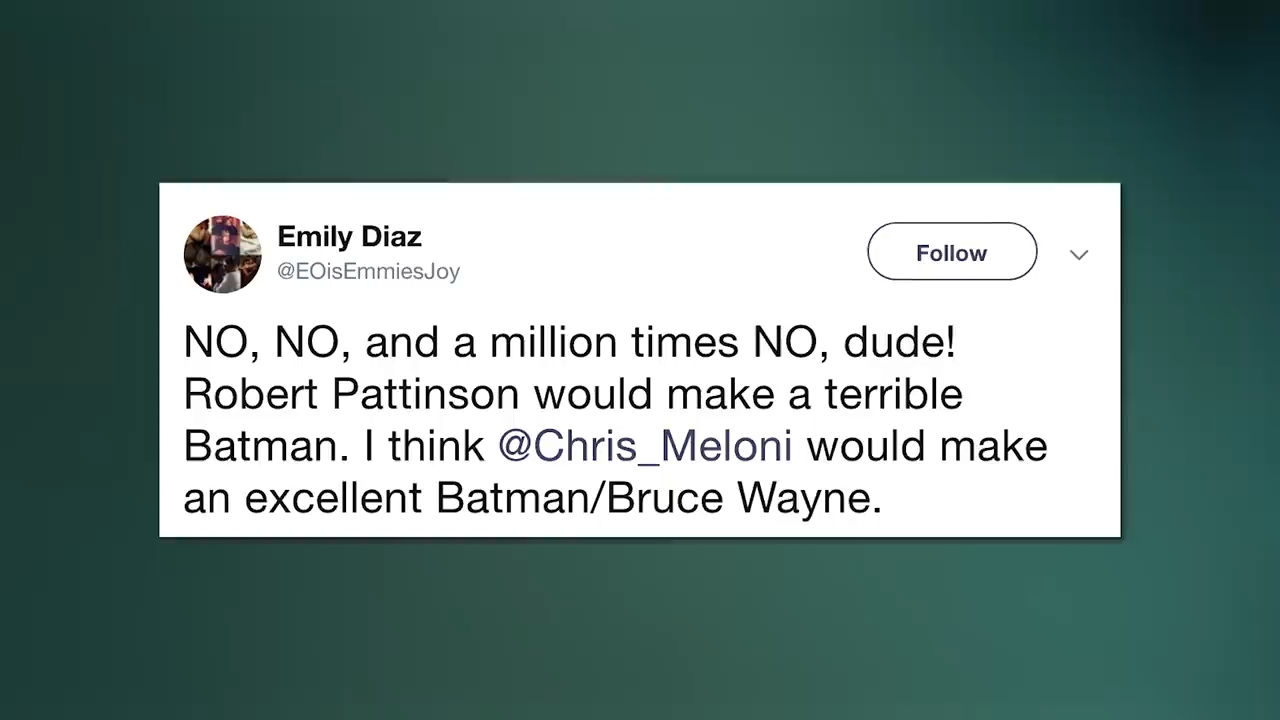 Emily Diaz
@EOisEmmiesJoy
Follow
NO, NO, and a million times NO, dude!
Robert Pattinson would make a terrible
Batman. I think @Chris_Meloni would make
an excellent Batman/Bruce Wayne.